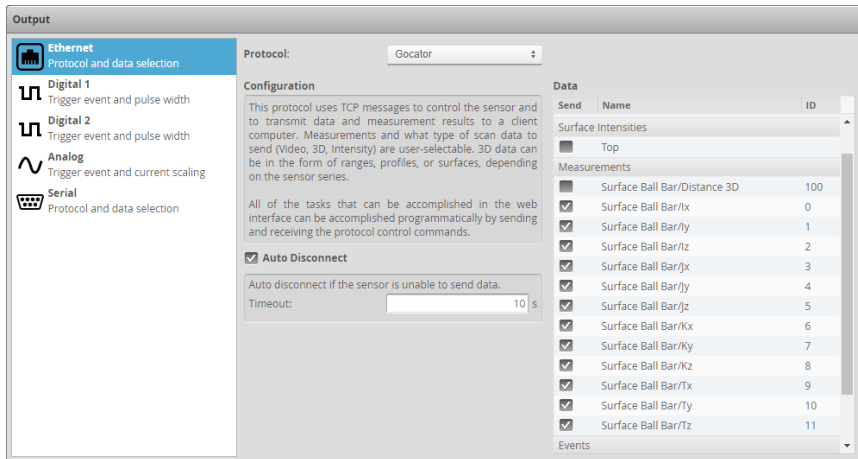 Output
Ethernet
Protocol and data selection
Digital 1
Trigger event and pulse width
Digital 2
Trigger event and pulse width
Analog
Trigger event and current scaling
Serial
Protocol and data selection
Protocol: Gocator
Configuration
This protocol uses TCP messages to control the sensor and
to transmit data and measurement results to a client
computer. Measurements and what type of scan data to
send (Video, 3D, Intensity) are user-selectable. 3D data can
be in the form of ranges, profiles, or surfaces, depending
on the sensor series.
All of the tasks that can be accomplished in the web
interface can be accomplished programmatically by sending
and receiving the protocol control commands.
Auto Disconnect
Auto disconnect if the sensor is unable to send data.
Timeout: 10 s
Data
Send Name ID
Surface Intensities
Top
Measurements
Surface Ball Bar/Distance 3D 100
Surface Ball Bar/Ix 0
Surface Ball Bar/Iy 1
Surface Ball Bar/Iz 2
Surface Ball Bar/Jx 3
Surface Ball Bar/Jy 4
Surface Ball Bar/Jz 5
Surface Ball Bar/Kx 6
Surface Ball Bar/Ky 7
Surface Ball Bar/Kz 8
Surface Ball Bar/Tx 9
Surface Ball Bar/Ty 10
Surface Ball Bar/Tz 11
Events